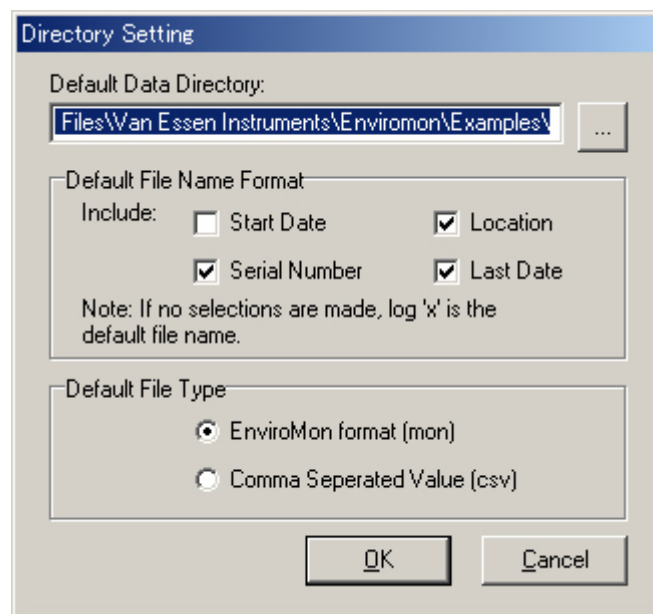 Directory Setting
Default Data Directory:
Files\Van Essen Instruments\Enviromon\Examples\
...
Default File Name Format
Include:
Start Date
Location
Serial Number
Last Date
Note: If no selections are made, log 'x' is the
default file name.
Default File Type
EnviroMon format (mon)
Comma Seperated Value (csv)
OK
Cancel